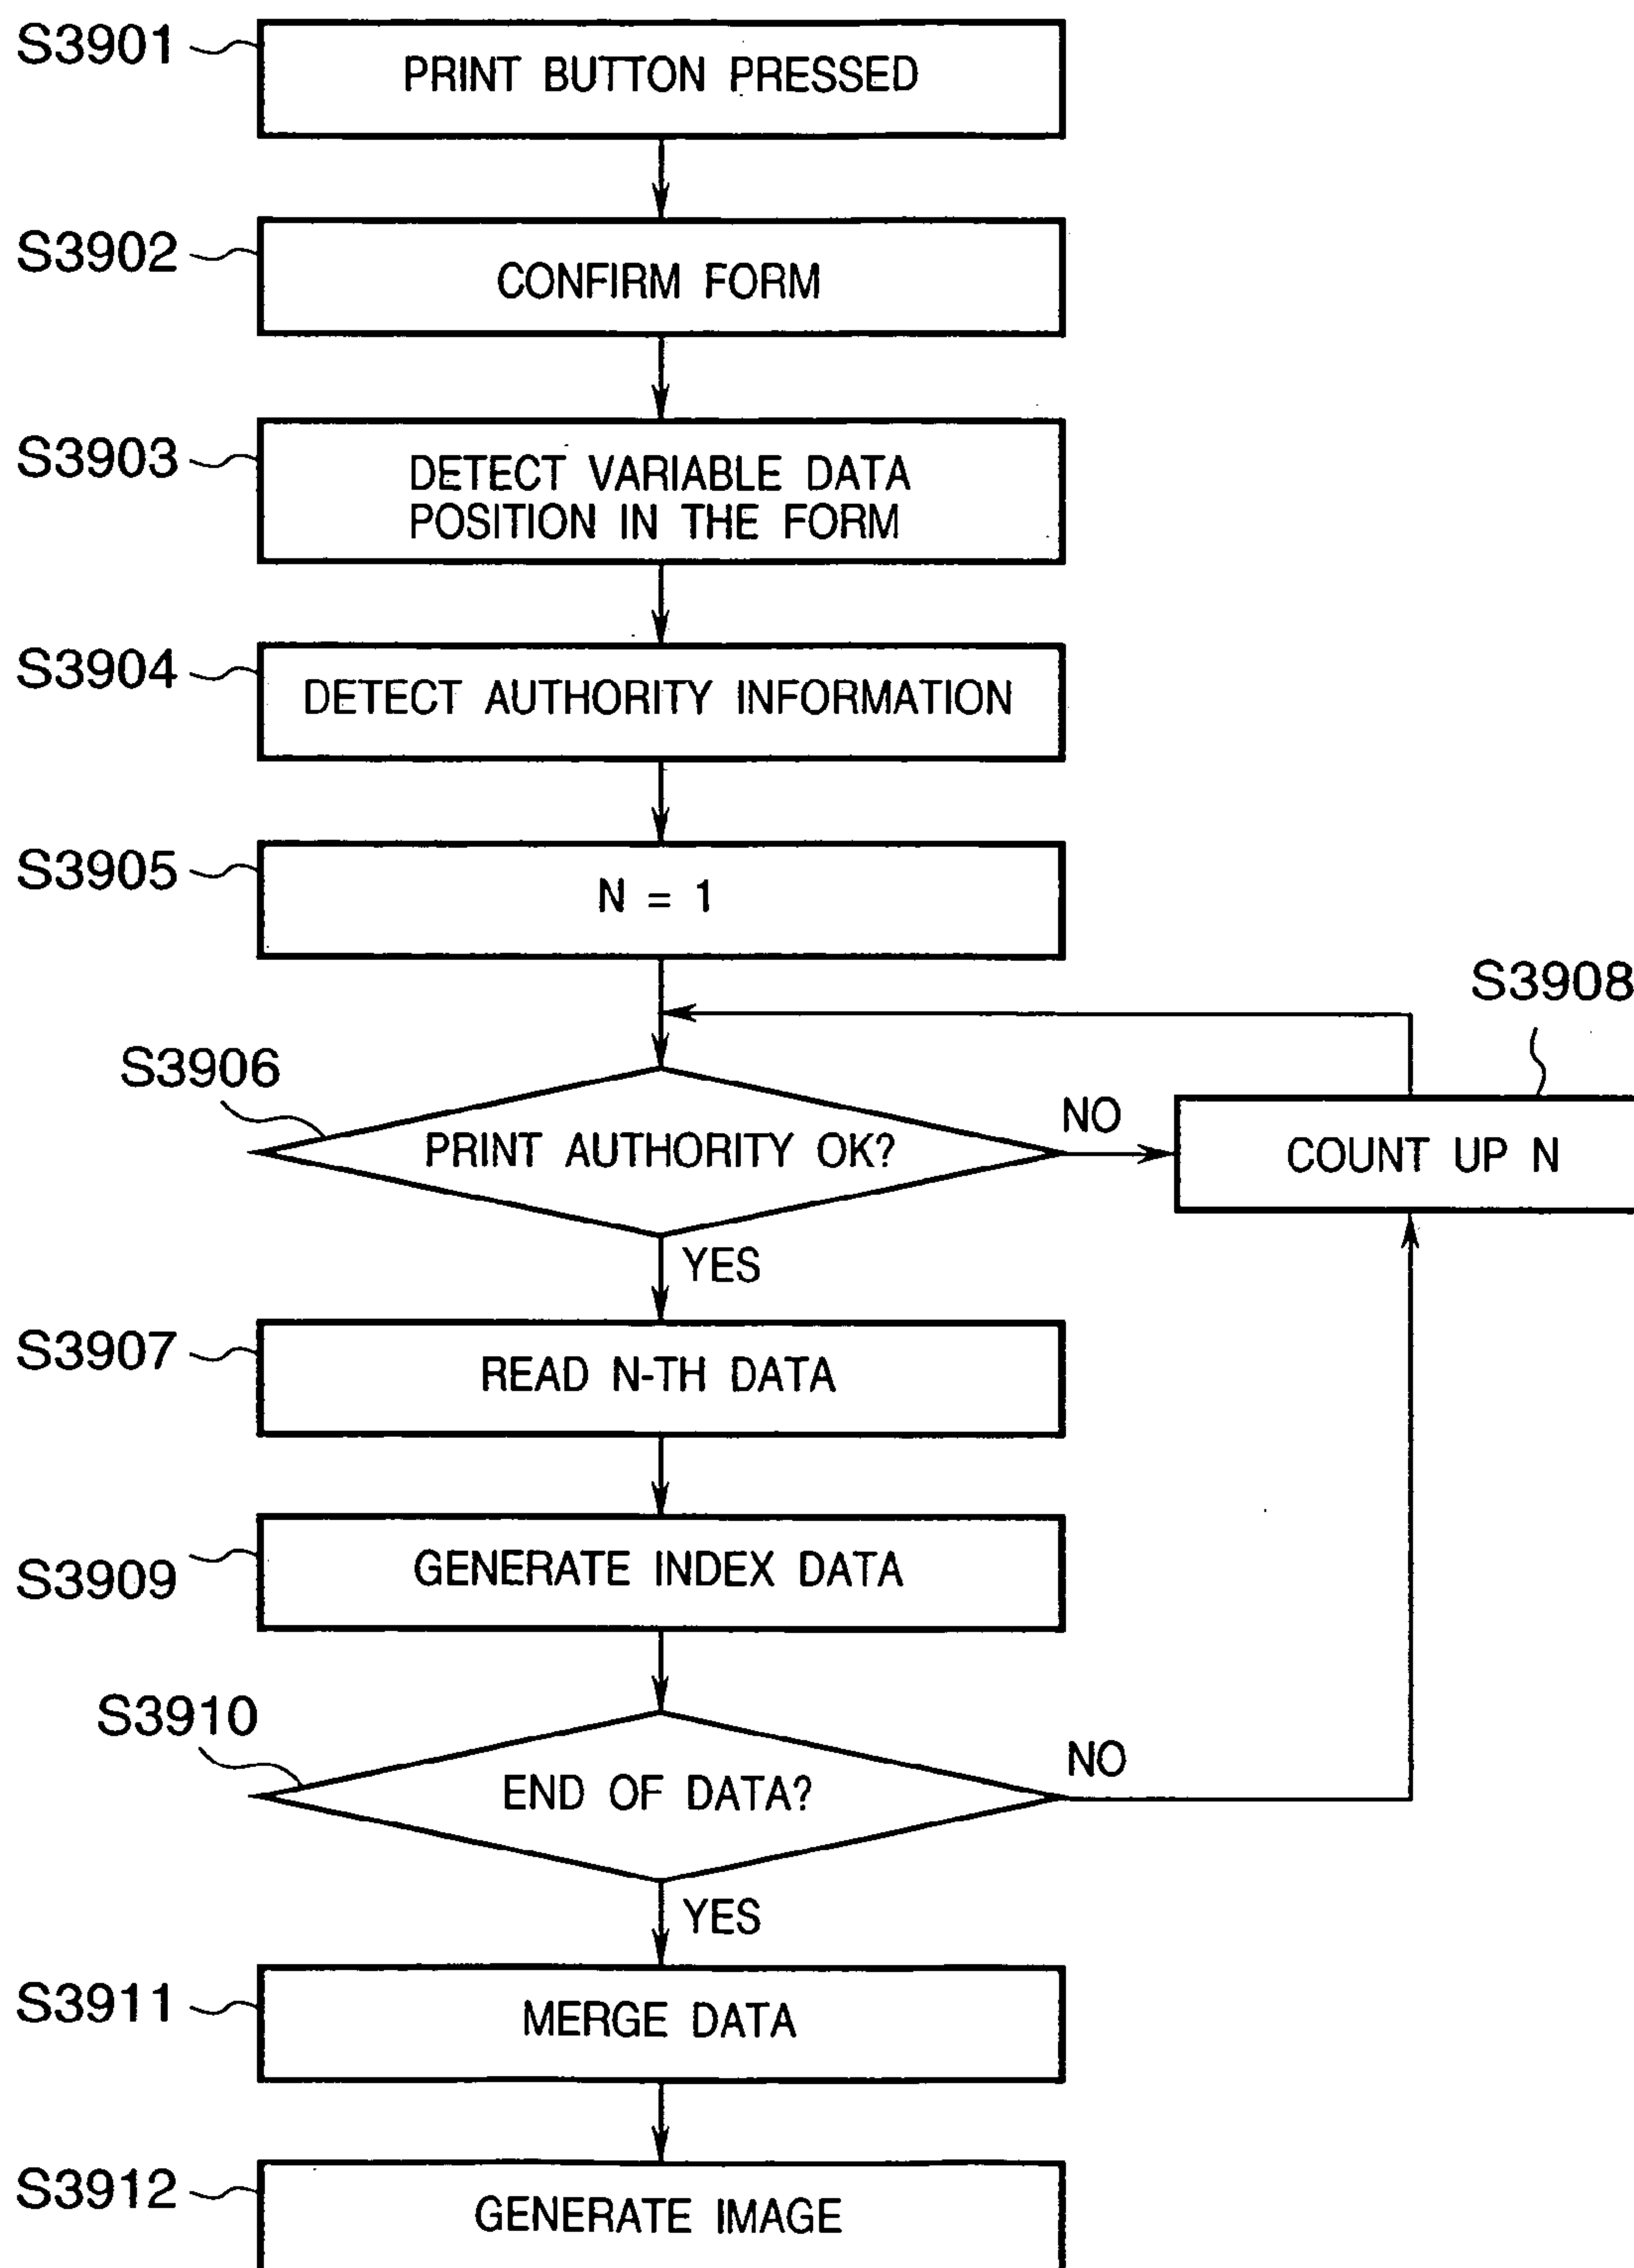 S3901
PRINT BUTTON PRESSED
S3902
CONFIRM FORM
S3903
DETECT VARIABLE DATA
POSITION IN THE FORM
S3904
DETECT AUTHORITY INFORMATION
S3905
N = 1
S3908
S3906
PRINT AUTHORITY OK?
NO
COUNT UP N
YES
S3907
READ N-TH DATA
S3909
GENERATE INDEX DATA
S3910
END OF DATA?
NO
YES
S3911
MERGE DATA
S3912
GENERATE IMAGE